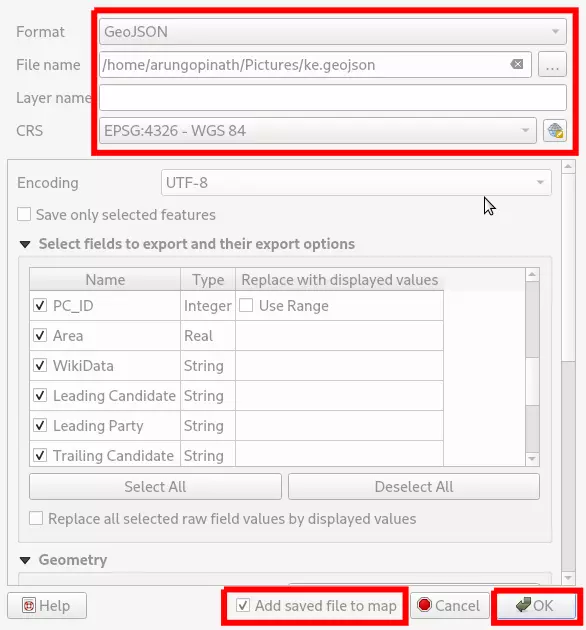 Format GeoJSON
File name /home/arungopinath/Pictures/ke.geojson ...
Layer name
CRS EPSG:4326 - WGS 84
Encoding UTF-8
Save only selected features
Select fields to export and their export options
Name Type Replace with displayed values
PC_ID Integer Use Range
Area Real
WikiData String
Leading Candidate String
Leading Party String
Trailing Candidate String
Select All Deselect All
Replace all selected raw field values by displayed values
Geometry
Help Add saved file to map Cancel OK